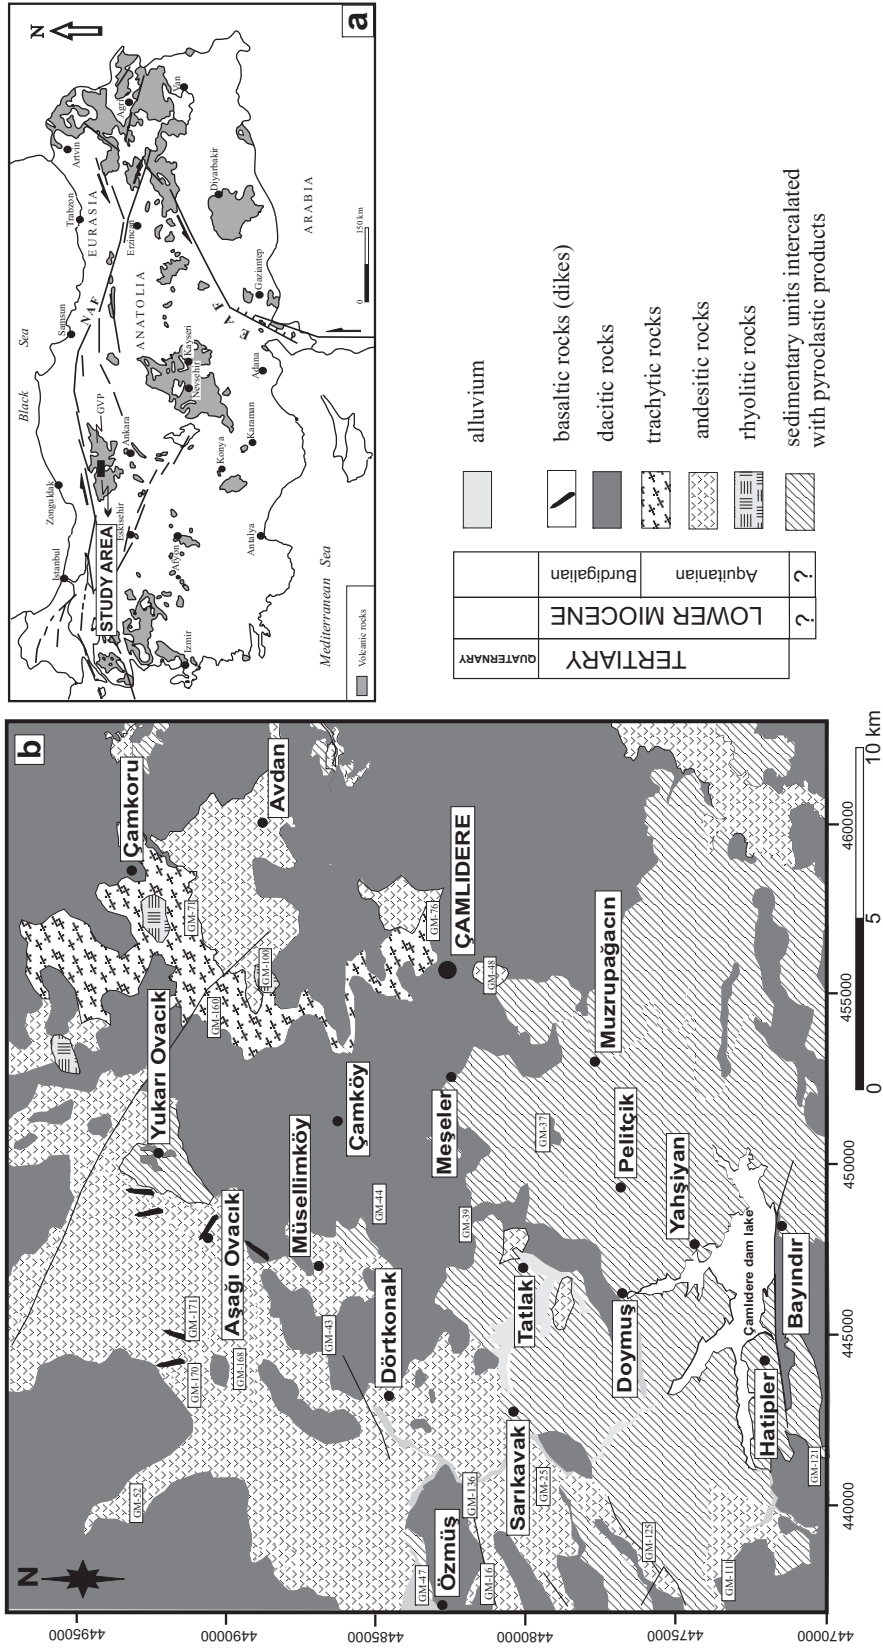 a
N
Black Sea
Mediterranean Sea
EURASIA
ANATOLIA
ARABIA
NAF
EAF
GVP
STUDY AREA
Istanbul
Zonguldak
Samsun
Trabzon
Artvin
Agri
Van
Erzincan
Diyarbakir
Gaziantep
Ankara
Eskisehir
Afyon
Izmir
Antalya
Konya
Karaman
Nevsehir
Kayseri
Adana
0
150 km
Volcanic rocks
b
N
Çamkoru
Avdan
ÇAMLIDERE
Yukarı Ovacık
Aşağı Ovacık
Müsellimköy
Çamköy
Meşeler
Muzrupağacın
Pelitçik
Yahşiyan
Dörtkonak
Tatlak
Doymuş
Çamlıdere dam lake
Bayındır
Hatipler
Sarıkavak
Özmüş
GM-71
GM-76
GM-100
GM-160
GM-48
GM-37
GM-44
GM-39
GM-43
GM-171
GM-170
GM-168
GM-52
GM-136
GM-25
GM-47
GM-16
GM-125
GM-11
GM-121
4495000
4490000
4485000
4480000
4475000
4470000
440000
445000
450000
455000
460000
0
5
10 km
QUATERNARY
TERTIARY
LOWER MIOCENE
?
Burdigalian
Aquitanian
?
alluvium
basaltic rocks (dikes)
dacitic rocks
trachytic rocks
andesitic rocks
rhyolitic rocks
sedimentary units intercalated
with pyroclastic products